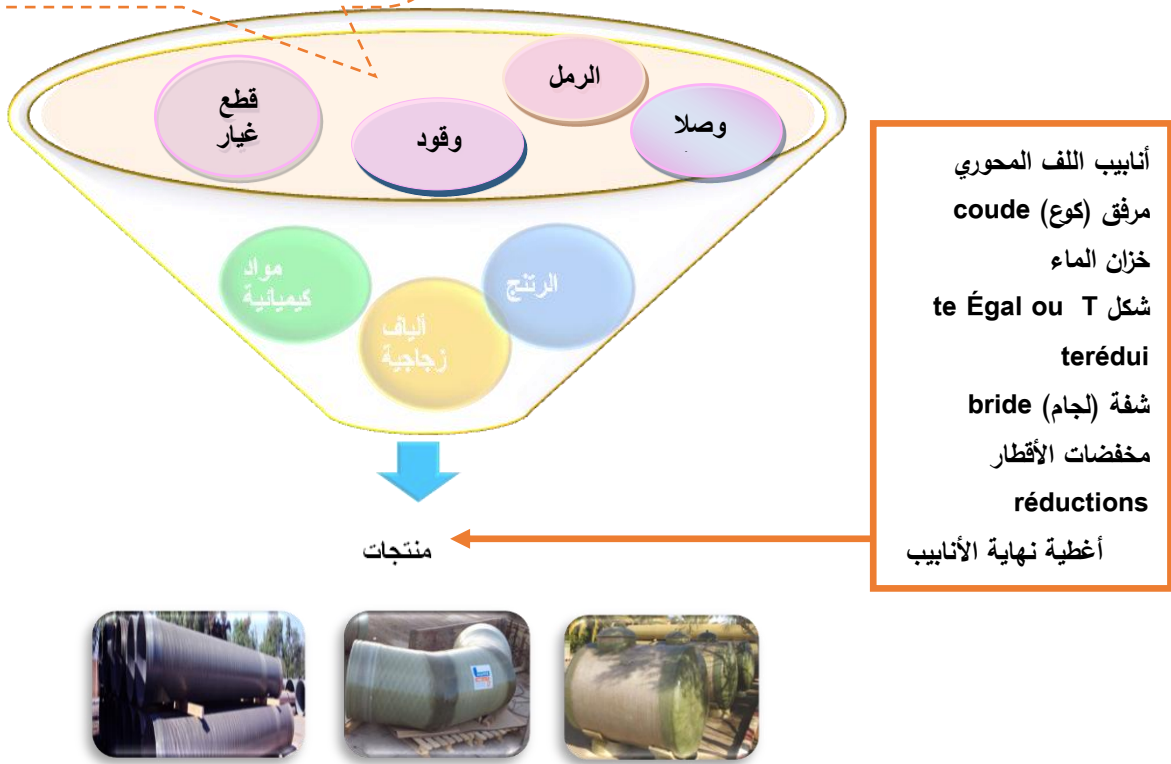 الرمل
قطع
غيار
وقود
وصلا
مواد
كيميائية
الرتنج
ألياف
زجاجية
منتجات
أنابيب اللف المحوري
مرفق (كوع) coude
خزان الماء
شكل te Égal ou T
terédui
شفة (لجام) bride
مخفضات الأقطار
réductions
أغطية نهاية الأنابيب